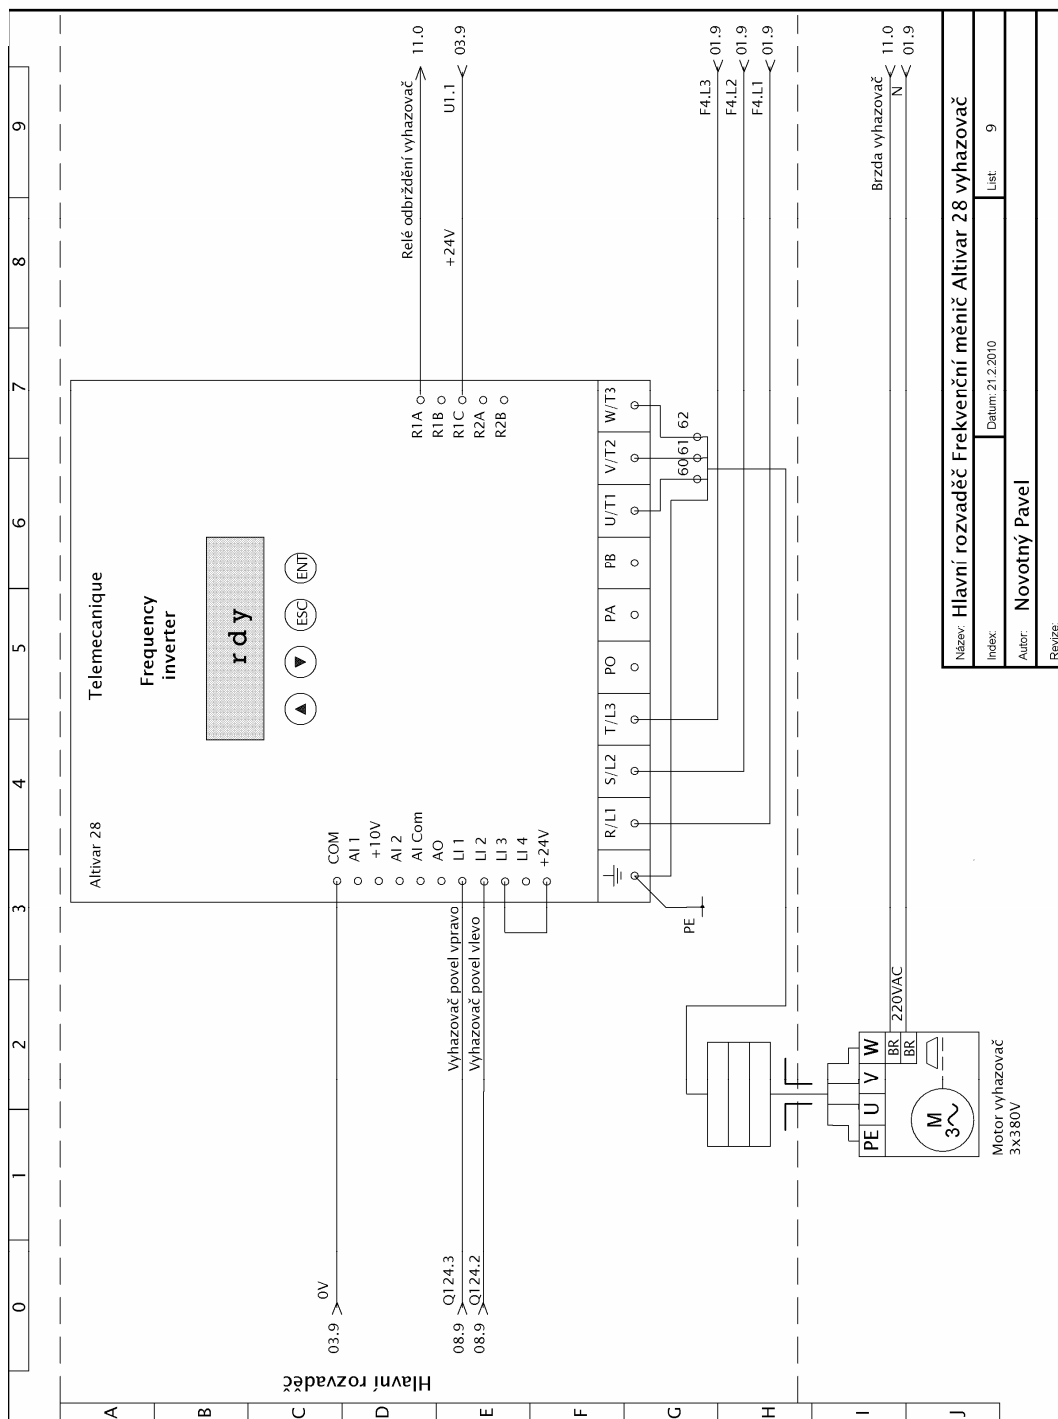 0 1 2 3 4 5 6 7 8 9
A
B
C
D
E
F
G
H
I
J
Hlavní rozvaděč
Altivar 28
Telemecanique
Frequency
inverter
rdy
ESC
ENT
03.9
0V
COM
AI 1
+10V
AI 2
AI Com
AO
LI 1
LI 2
LI 3
LI 4
+24V
08.9 Q124.3 Vyhazovač povel vpravo
08.9 Q124.2 Vyhazovač povel vlevo
R1A
R1B
R1C
R2A
R2B
Relé odbrždění vyhazovač 11.0
+24V U1.1 03.9
R/L1 S/L2 T/L3 PO PA PB U/T1 V/T2 W/T3
PE
60 61 62
F4.L3 01.9
F4.L2 01.9
F4.L1 01.9
Brzda vyhazovač 11.0
N 01.9
220VAC
PE U V W
BR
BR
M
3
Motor vyhazovač
3x380V
Název: Hlavní rozvaděč Frekvenční měnič Altivar 28 vyhazovač
Index: Datum: 21.2.2010 List: 9
Autor: Novotný Pavel
Revize: